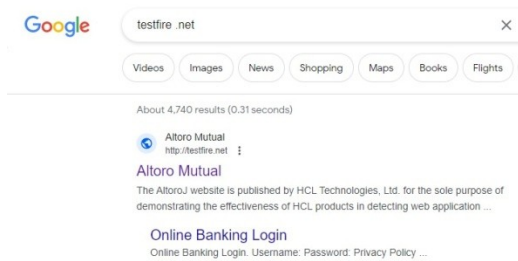 Google
testfire .net
Videos Images News Shopping Maps Books Flights
About 4,740 results (0.31 seconds)
Altoro Mutual
http://testfire.net
Altoro Mutual
The AltoroJ website is published by HCL Technologies, Ltd. for the sole purpose of
demonstrating the effectiveness of HCL products in detecting web application ...
Online Banking Login
Online Banking Login. Username: Password: Privacy Policy ...